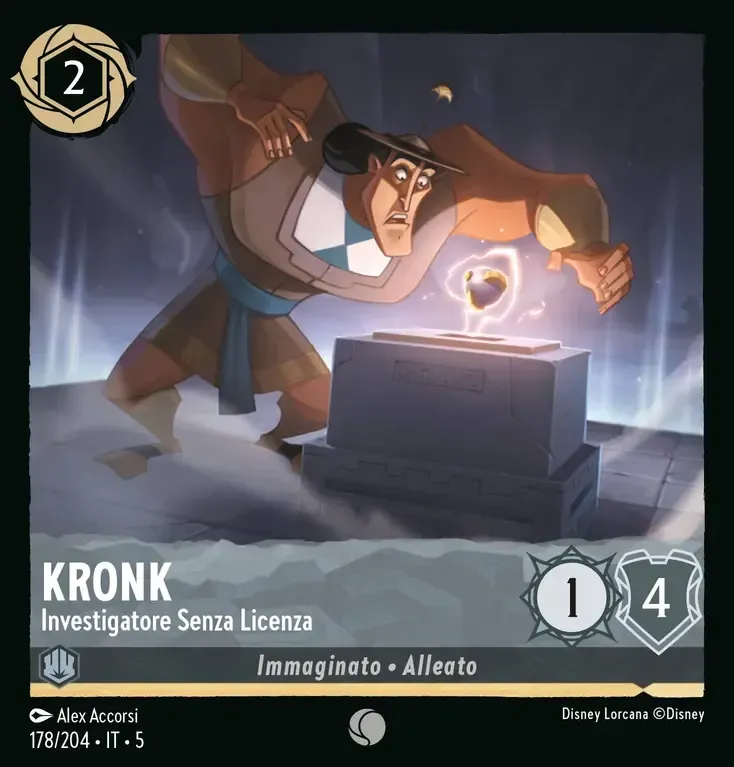 2
KRONK
Investigatore Senza Licenza
1
4
Immaginato • Alleato
Alex Accorsi
Disney Lorcana ©Disney
178/204 • IT • 5